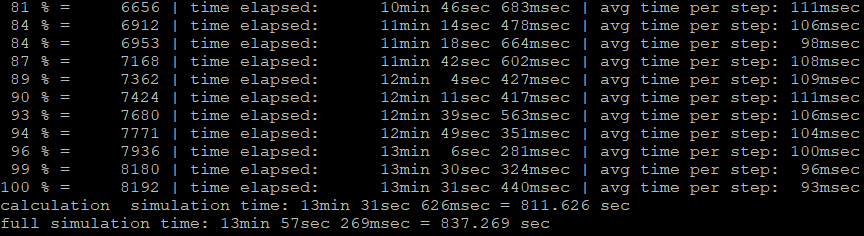 81 % =     6656 | time elapsed:      10min 46sec 683msec | avg time per step: 111msec
 84 % =     6912 | time elapsed:      11min 14sec 478msec | avg time per step: 106msec
 84 % =     6953 | time elapsed:      11min 18sec 664msec | avg time per step:  98msec
 87 % =     7168 | time elapsed:      11min 42sec 602msec | avg time per step: 108msec
 89 % =     7362 | time elapsed:      12min  4sec 427msec | avg time per step: 109msec
 90 % =     7424 | time elapsed:      12min 11sec 417msec | avg time per step: 111msec
 93 % =     7680 | time elapsed:      12min 39sec 563msec | avg time per step: 106msec
 94 % =     7771 | time elapsed:      12min 49sec 351msec | avg time per step: 104msec
 96 % =     7936 | time elapsed:      13min  6sec 281msec | avg time per step: 100msec
 99 % =     8180 | time elapsed:      13min 30sec 324msec | avg time per step:  96msec
100 % =     8192 | time elapsed:      13min 31sec 440msec | avg time per step:  93msec
calculation  simulation time: 13min 31sec 626msec = 811.626 sec
full simulation time: 13min 57sec 269msec = 837.269 sec